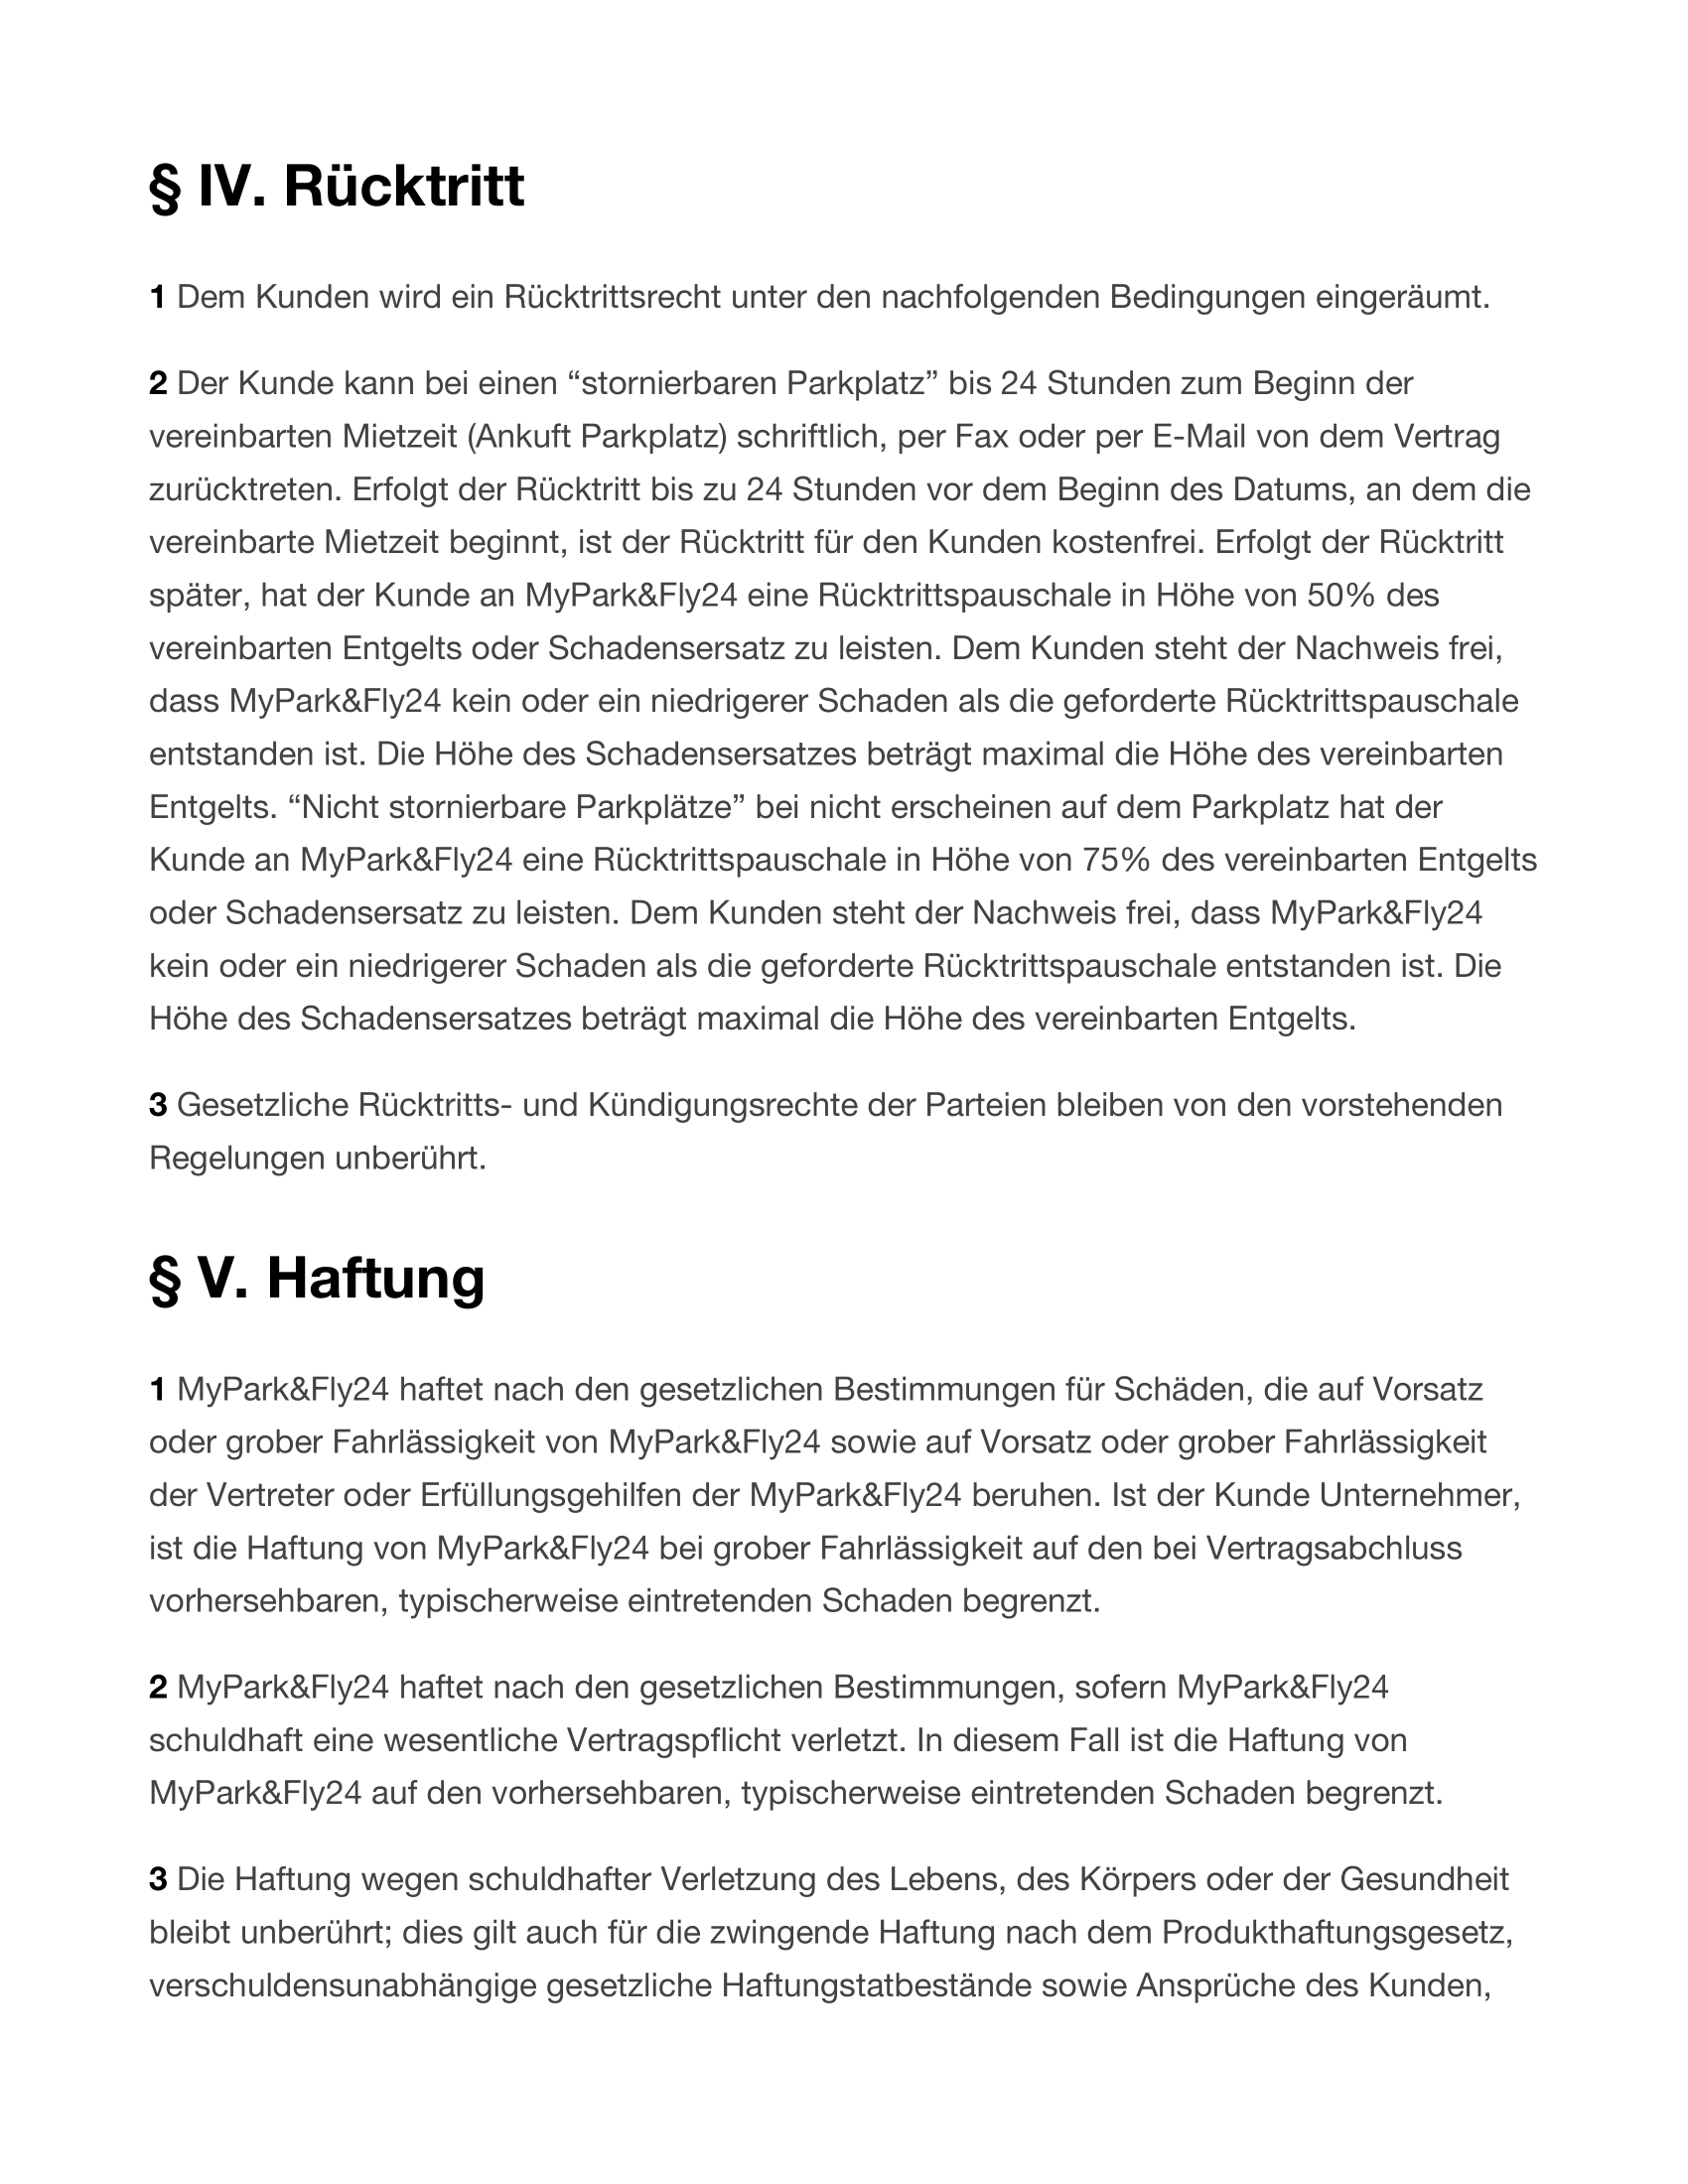 § IV. Rücktritt
1 Dem Kunden wird ein Rücktrittsrecht unter den nachfolgenden Bedingungen eingeräumt.
2 Der Kunde kann bei einen “stornierbaren Parkplatz” bis 24 Stunden zum Beginn der
vereinbarten Mietzeit (Ankuft Parkplatz) schriftlich, per Fax oder per E-Mail von dem Vertrag
zurücktreten. Erfolgt der Rücktritt bis zu 24 Stunden vor dem Beginn des Datums, an dem die
vereinbarte Mietzeit beginnt, ist der Rücktritt für den Kunden kostenfrei. Erfolgt der Rücktritt
später, hat der Kunde an MyPark&Fly24 eine Rücktrittspauschale in Höhe von 50% des
vereinbarten Entgelts oder Schadensersatz zu leisten. Dem Kunden steht der Nachweis frei,
dass MyPark&Fly24 kein oder ein niedrigerer Schaden als die geforderte Rücktrittspauschale
entstanden ist. Die Höhe des Schadensersatzes beträgt maximal die Höhe des vereinbarten
Entgelts. “Nicht stornierbare Parkplätze” bei nicht erscheinen auf dem Parkplatz hat der
Kunde an MyPark&Fly24 eine Rücktrittspauschale in Höhe von 75% des vereinbarten Entgelts
oder Schadensersatz zu leisten. Dem Kunden steht der Nachweis frei, dass MyPark&Fly24
kein oder ein niedrigerer Schaden als die geforderte Rücktrittspauschale entstanden ist. Die
Höhe des Schadensersatzes beträgt maximal die Höhe des vereinbarten Entgelts.
3 Gesetzliche Rücktritts- und Kündigungsrechte der Parteien bleiben von den vorstehenden
Regelungen unberührt.
§ V. Haftung
1 MyPark&Fly24 haftet nach den gesetzlichen Bestimmungen für Schäden, die auf Vorsatz
oder grober Fahrlässigkeit von MyPark&Fly24 sowie auf Vorsatz oder grober Fahrlässigkeit
der Vertreter oder Erfüllungsgehilfen der MyPark&Fly24 beruhen. Ist der Kunde Unternehmer,
ist die Haftung von MyPark&Fly24 bei grober Fahrlässigkeit auf den bei Vertragsabchluss
vorhersehbaren, typischerweise eintretenden Schaden begrenzt.
2 MyPark&Fly24 haftet nach den gesetzlichen Bestimmungen, sofern MyPark&Fly24
schuldhaft eine wesentliche Vertragspflicht verletzt. In diesem Fall ist die Haftung von
MyPark&Fly24 auf den vorhersehbaren, typischerweise eintretenden Schaden begrenzt.
3 Die Haftung wegen schuldhafter Verletzung des Lebens, des Körpers oder der Gesundheit
bleibt unberührt; dies gilt auch für die zwingende Haftung nach dem Produkthaftungsgesetz,
verschuldensunabhängige gesetzliche Haftungstatbestände sowie Ansprüche des Kunden,